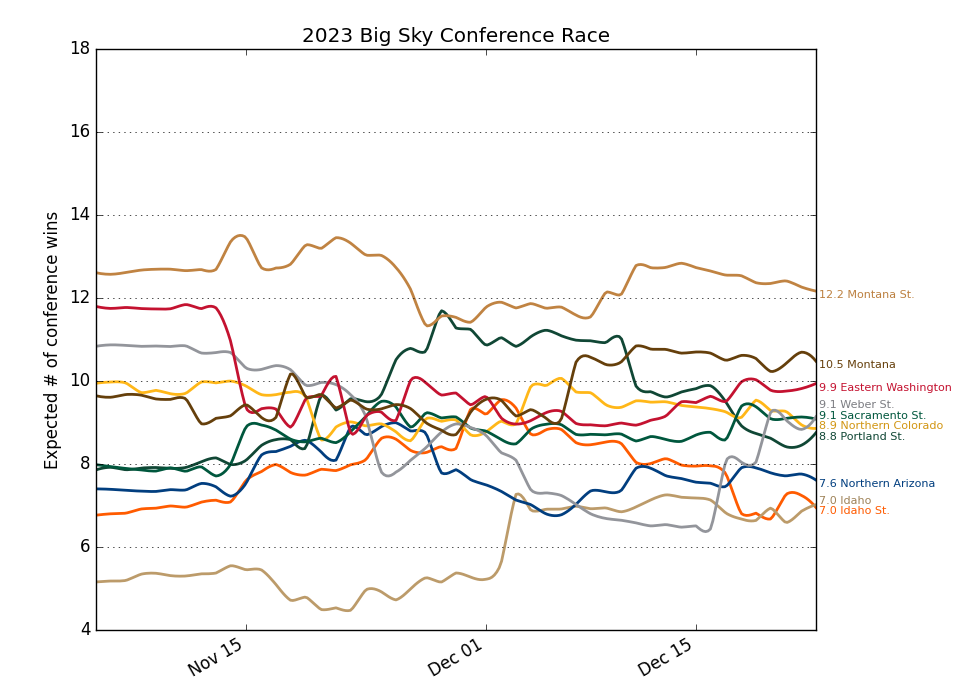 2023 Big Sky Conference Race
Expected # of conference wins
18
16
14
12
10
8
6
4
Nov 15
Dec 01
Dec 15
12.2 Montana St.
10.5 Montana
9.9 Eastern Washington
9.1 Weber St.
9.1 Sacramento St.
8.9 Northern Colorado
8.8 Portland St.
7.6 Northern Arizona
7.0 Idaho
7.0 Idaho St.